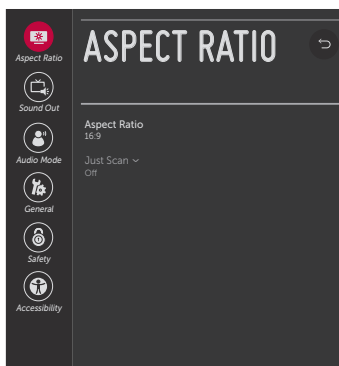 Aspect Ratio
Sound Out
Audio Mode
General
Safety
Accessibility
ASPECT RATIO
Aspect Ratio
16:9
Just Scan
Off